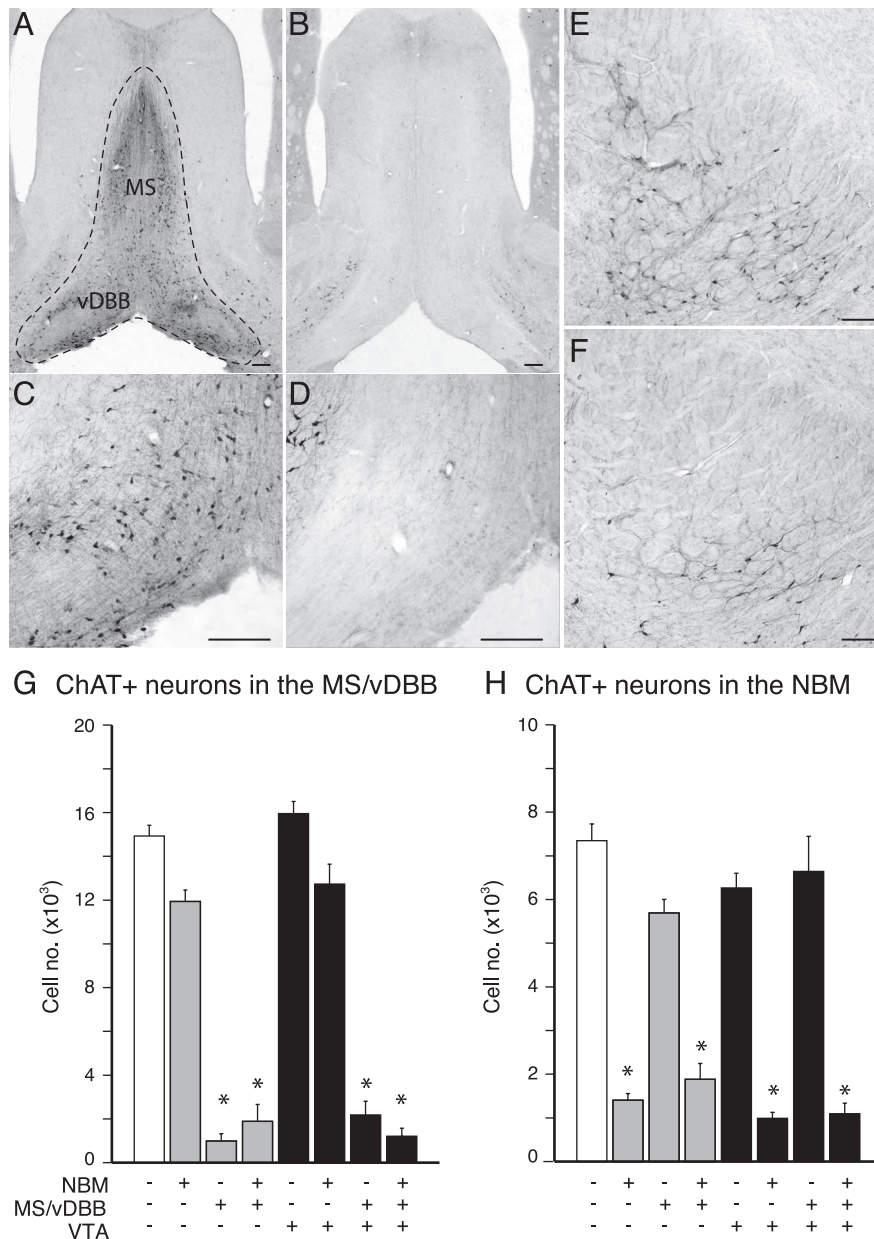 A
B
E
MS
vDBB
C
D
F
G ChAT+ neurons in the MS/vDBB
H ChAT+ neurons in the NBM
Cell no. (x10³)
20
16
12
8
4
0
* * * *
NBM - + - + - + - +
MS/vDBB - - + + - - + +
VTA - - - - + + + +
Cell no. (x10³)
10
8
6
4
2
0
* * * *
- + - + - + - +
- - + + - - + +
- - - - + + + +